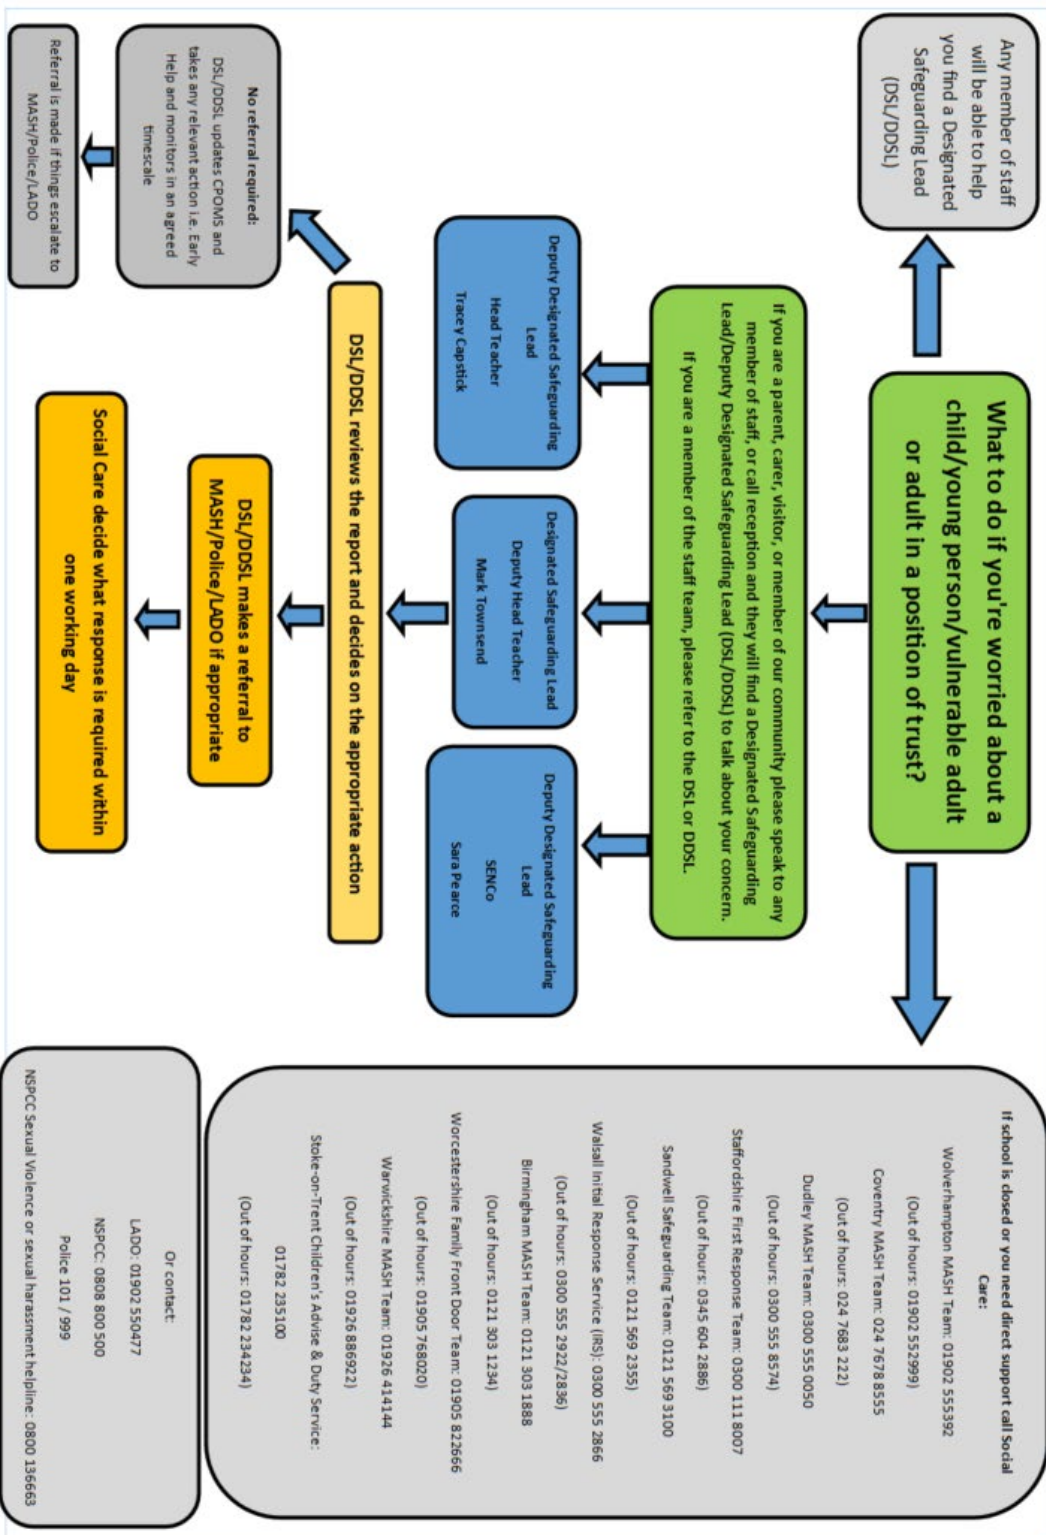 Any member of staff
will be able to help
you find a Designated
Safeguarding Lead
(DSL/DDSL)
What to do if you're worried about a
child/young person/vulnerable adult
or adult in a position of trust?
If you are a parent, carer, visitor, or member of our community please speak to any
member of staff, or call reception and they will find a Designated Safeguarding
Lead/Deputy Designated Safeguarding Lead (DSL/DDSL) to talk about your concern.
If you are a member of the staff team, please refer to the DSL or DDSL.
Deputy Designated Safeguarding
Lead
Head Teacher
Tracey Capstick
Designated Safeguarding Lead
Deputy Head Teacher
Mark Townsend
Deputy Designated Safeguarding
Lead
SENCo
Sara Pearce
DSL/DDSL reviews the report and decides on the appropriate action
No referral required:
DSL/DDSL updates CPOMS and
takes any relevant action i.e. Early
Help and monitors in an agreed
timescale
Referral is made if things escalate to
MASH/Police/LADO
DSL/DDSL makes a referral to
MASH/Police/LADO if appropriate
Social Care decide what response is required within
one working day
If school is closed or you need direct support call Social
Care:
Wolverhampton MASH Team: 01902 555392
(Out of hours: 01902 552999)
Coventry MASH Team: 024 7678 8555
(Out of hours: 024 7683 222)
Dudley MASH Team: 0300 555 0050
(Out of hours: 0300 555 8574)
Staffordshire First Response Team: 0300 111 8007
(Out of hours: 0345 604 2886)
Sandwell Safeguarding Team: 0121 569 3100
(Out of hours: 0121 569 2355)
Walsall Initial Response Service (IRS): 0300 555 2866
(Out of hours: 0300 555 2922/2836)
Birmingham MASH Team: 0121 303 1888
(Out of hours: 0121 303 1234)
Worcestershire Family Front Door Team: 01905 822666
(Out of hours: 01905 768020)
Warwickshire MASH Team: 01926 414144
(Out of hours: 01926 886922)
Stoke-on-Trent Children's Advise & Duty Service:
01782 235100
(Out of hours: 01782 234234)
Or contact:
LADO: 01902 550477
NSPCC: 0808 800 500
Police 101 / 999
NSPCC Sexual Violence or sexual harassment helpline: 0800 136663